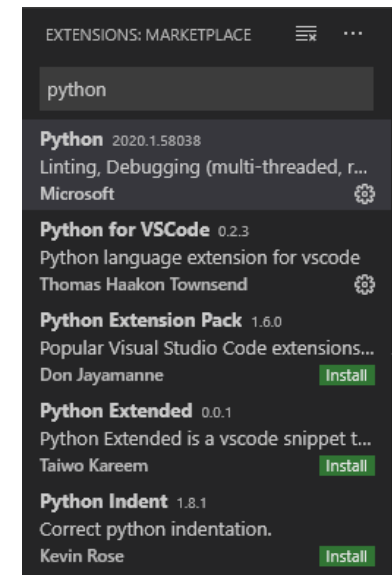 EXTENSIONS: MARKETPLACE ...
python
Python 2020.1.58038
Linting, Debugging (multi-threaded, r...
Microsoft
Python for VSCode 0.2.3
Python language extension for vscode
Thomas Haakon Townsend
Python Extension Pack 1.6.0
Popular Visual Studio Code extensions...
Don Jayamanne Install
Python Extended 0.0.1
Python Extended is a vscode snippet t...
Taiwo Kareem Install
Python Indent 1.8.1
Correct python indentation.
Kevin Rose Install